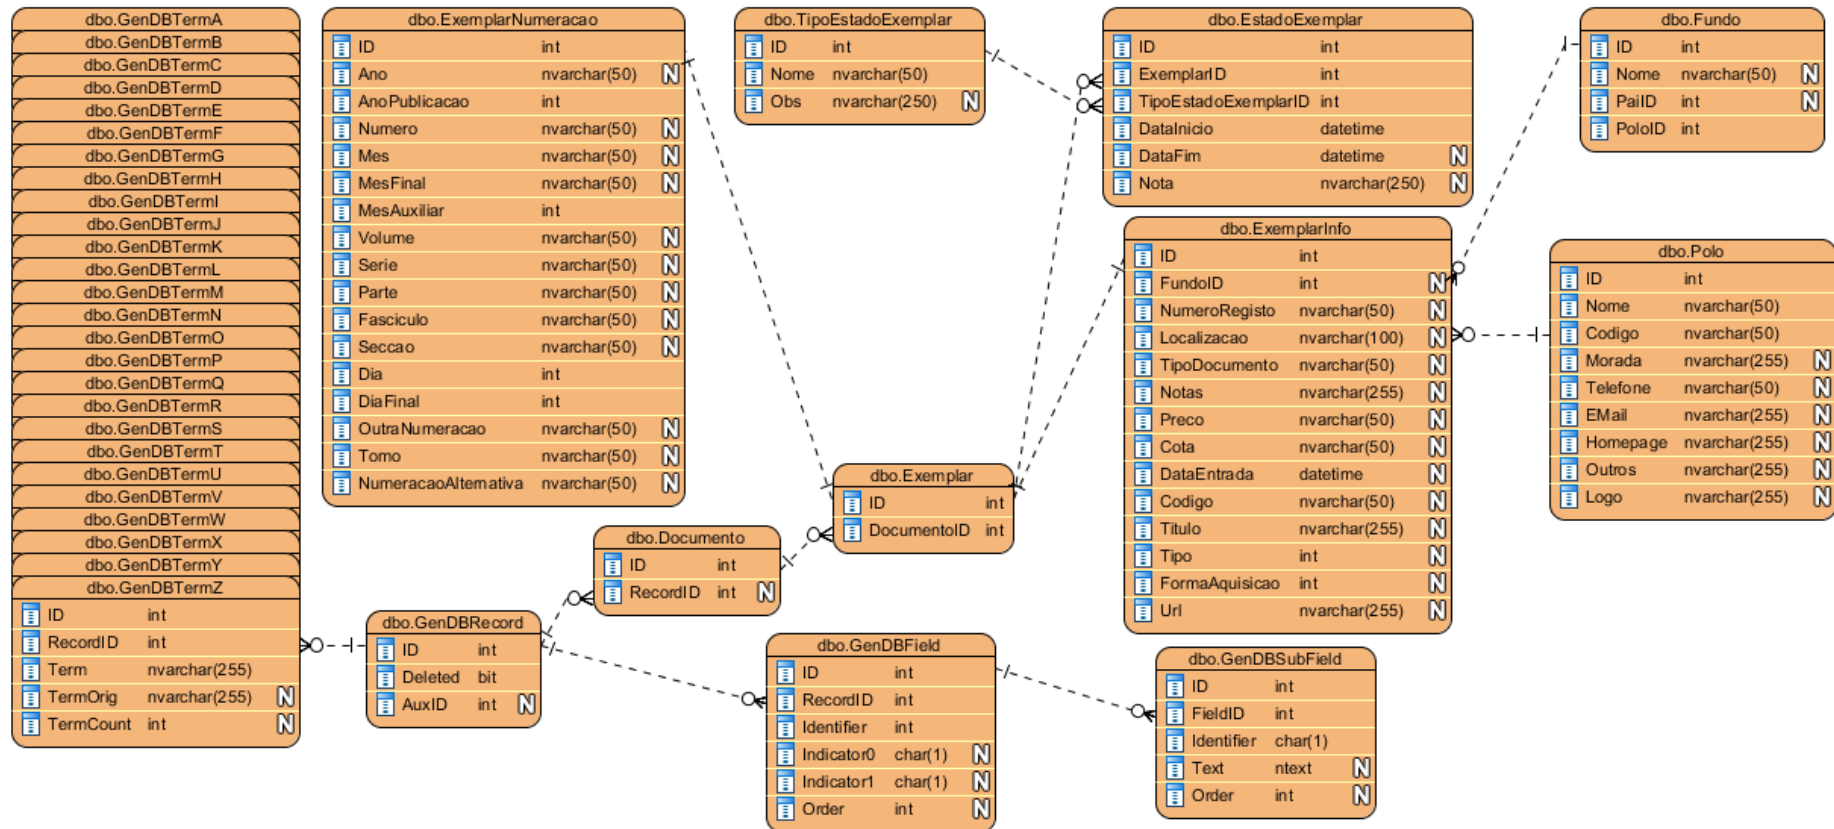 dbo.GenDBTermA
dbo.GenDBTermB
dbo.GenDBTermC
dbo.GenDBTermD
dbo.GenDBTermE
dbo.GenDBTermF
dbo.GenDBTermG
dbo.GenDBTermH
dbo.GenDBTermI
dbo.GenDBTermJ
dbo.GenDBTermK
dbo.GenDBTermL
dbo.GenDBTermM
dbo.GenDBTermN
dbo.GenDBTermO
dbo.GenDBTermP
dbo.GenDBTermQ
dbo.GenDBTermR
dbo.GenDBTermS
dbo.GenDBTermT
dbo.GenDBTermU
dbo.GenDBTermV
dbo.GenDBTermW
dbo.GenDBTermX
dbo.GenDBTermY
dbo.GenDBTermZ
ID int
RecordID int
Term nvarchar(255)
TermOrig nvarchar(255) N
TermCount int N
dbo.ExemplarNumeracao
ID int
Ano nvarchar(50) N
AnoPublicacao int
Numero nvarchar(50) N
Mes nvarchar(50) N
MesFinal nvarchar(50) N
MesAuxiliar int
Volume nvarchar(50) N
Serie nvarchar(50) N
Parte nvarchar(50) N
Fasciculo nvarchar(50) N
Seccao nvarchar(50) N
Dia int
DiaFinal int
OutraNumeracao nvarchar(50) N
Tomo nvarchar(50) N
NumeracaoAlternativa nvarchar(50) N
dbo.TipoEstadoExemplar
ID int
Nome nvarchar(50)
Obs nvarchar(250) N
dbo.EstadoExemplar
ID int
ExemplarID int
TipoEstadoExemplarID int
DataInicio datetime
DataFim datetime N
Nota nvarchar(250) N
dbo.Fundo
ID int
Nome nvarchar(50) N
PaiID int N
PoloID int
dbo.ExemplarInfo
ID int
FundoID int N
NumeroRegisto nvarchar(50) N
Localizacao nvarchar(100) N
TipoDocumento nvarchar(50) N
Notas nvarchar(255) N
Preco nvarchar(50) N
Cota nvarchar(50) N
DataEntrada datetime N
Codigo nvarchar(50) N
Titulo nvarchar(255) N
Tipo int N
FormaAquisicao int N
Url nvarchar(255) N
dbo.Polo
ID int
Nome nvarchar(50)
Codigo nvarchar(50)
Morada nvarchar(255) N
Telefone nvarchar(50) N
EMail nvarchar(255) N
Homepage nvarchar(255) N
Outros nvarchar(255) N
Logo nvarchar(255) N
dbo.Exemplar
ID int
DocumentoID int
dbo.Documento
ID int
RecordID int N
dbo.GenDBRecord
ID int
Deleted bit
AuxID int N
dbo.GenDBField
ID int
RecordID int
Identifier int
Indicator0 char(1) N
Indicator1 char(1) N
Order int N
dbo.GenDBSubField
ID int
FieldID int
Identifier char(1)
Text ntext N
Order int N